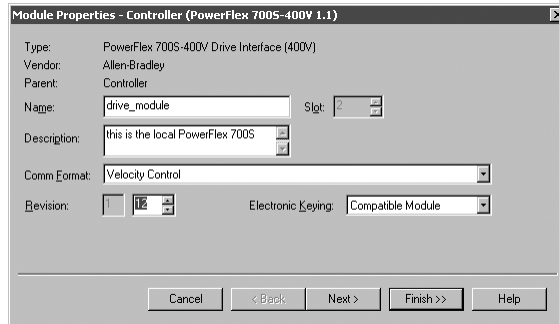 Module Properties - Controller (PowerFlex 700S-400V 1.1)
Type: PowerFlex 700S-400V Drive Interface (400V)
Vendor: Allen-Bradley
Parent: Controller
Name: drive_module Slot: 2
Description: this is the local PowerFlex 700S
Comm Format: Velocity Control
Revision: 1 12 Electronic Keying: Compatible Module
Cancel < Back Next > Finish >> Help